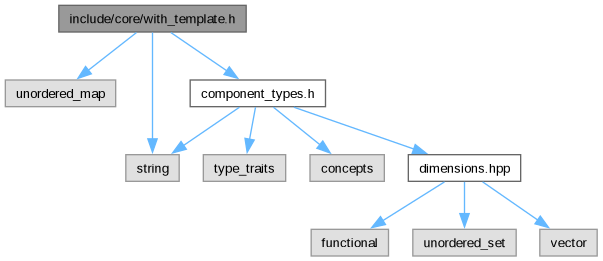 include/core/with_template.h
unordered_map
component_types.h
string
type_traits
concepts
dimensions.hpp
functional
unordered_set
vector